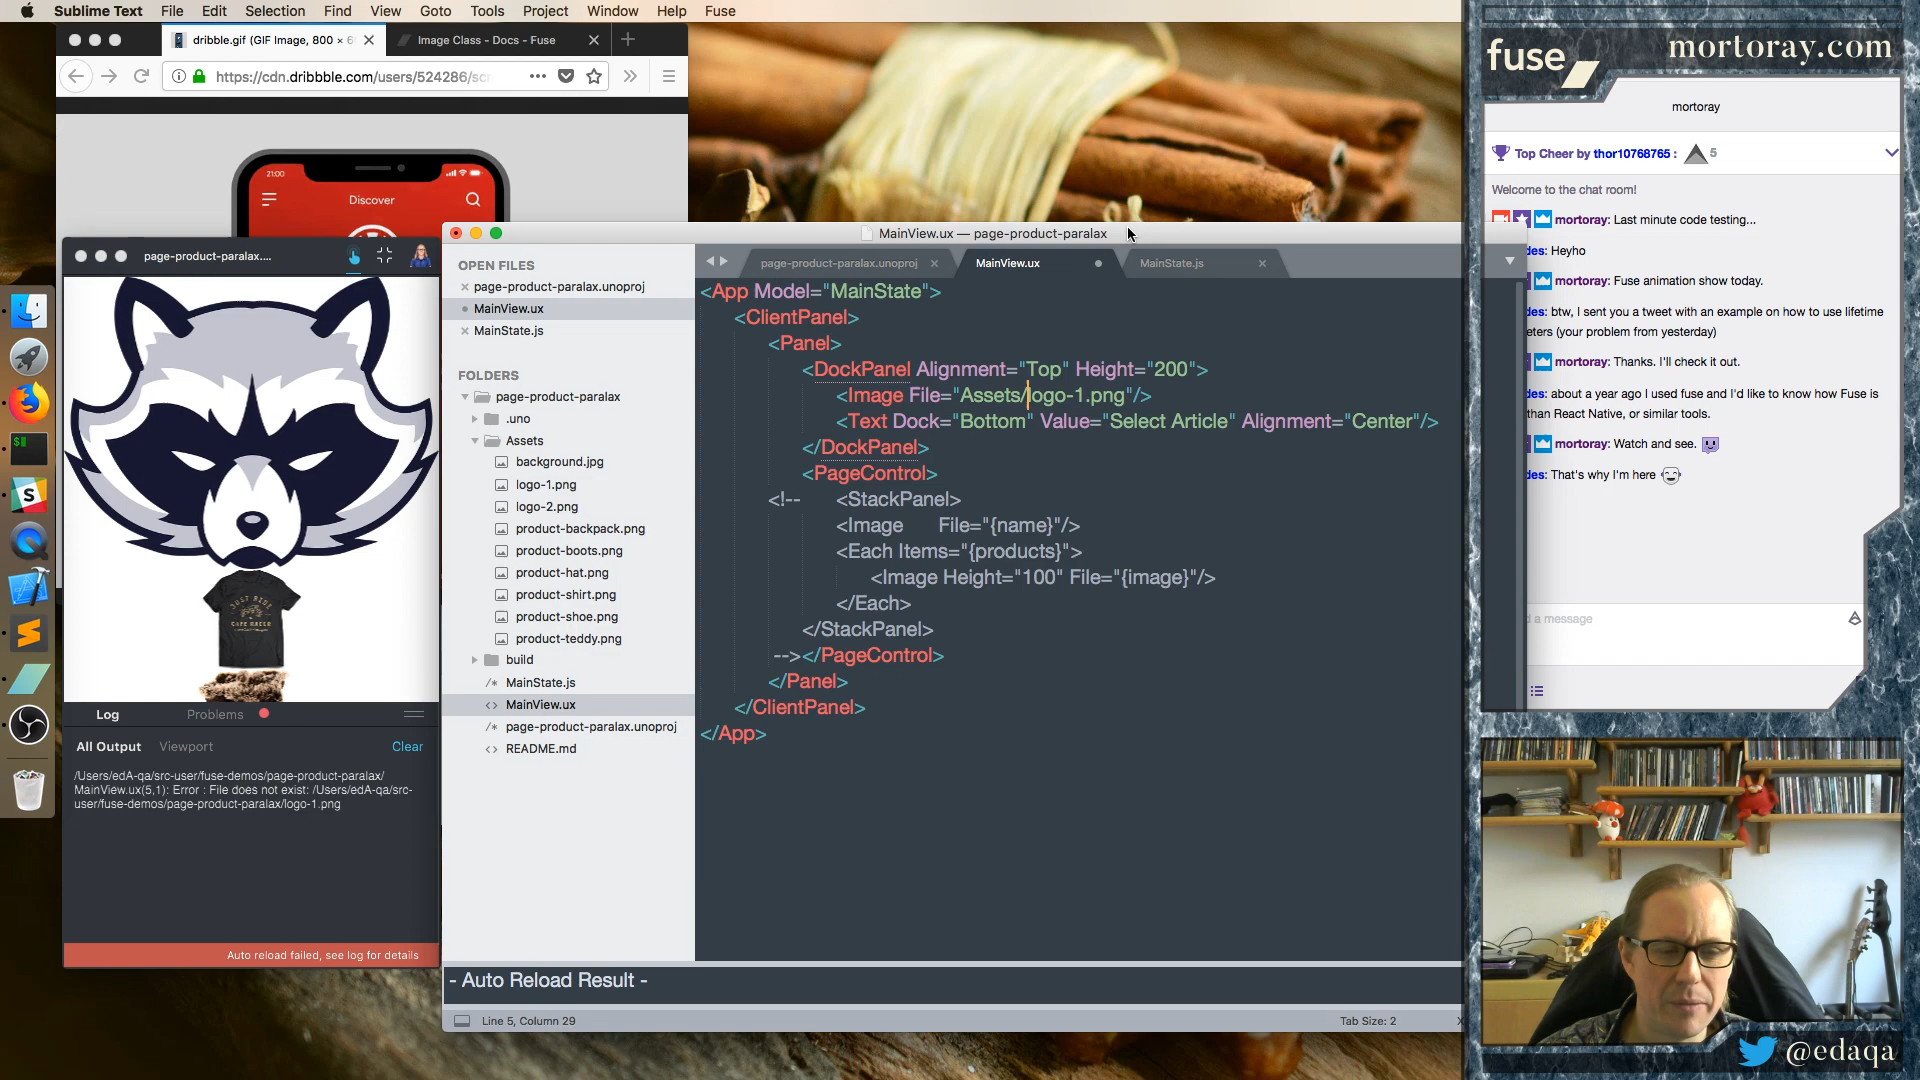 Sublime Text File Edit Selection Find View Goto Tools Project Window Help Fuse
dribble.gif (GIF Image, 800 × 6
Image Class - Docs - Fuse
https://cdn.dribbble.com/users/524286/scr
21:00
Discover
page-product-paralax....
JUST RIDE
CAFE RACER
Log
Problems
All Output
Viewport
Clear
/Users/edA-qa/src-user/fuse-demos/page-product-paralax/
MainView.ux(5,1): Error : File does not exist: /Users/edA-qa/src-
user/fuse-demos/page-product-paralax/logo-1.png
Auto reload failed, see log for details
MainView.ux — page-product-paralax
OPEN FILES
page-product-paralax.unoproj
MainView.ux
MainState.js
FOLDERS
page-product-paralax
.uno
Assets
background.jpg
logo-1.png
logo-2.png
product-backpack.png
product-boots.png
product-hat.png
product-shirt.png
product-shoe.png
product-teddy.png
build
MainState.js
MainView.ux
page-product-paralax.unoproj
README.md
page-product-paralax.unoproj
MainView.ux
MainState.js
<App Model="MainState">
<ClientPanel>
<Panel>
<DockPanel Alignment="Top" Height="200">
<Image File="Assets/logo-1.png"/>
<Text Dock="Bottom" Value="Select Article" Alignment="Center"/>
</DockPanel>
<PageControl>
<!-- <StackPanel>
<Image File="{name}"/>
<Each Items="{products}">
<Image Height="100" File="{image}"/>
</Each>
</StackPanel>
--></PageControl>
</Panel>
</ClientPanel>
</App>
- Auto Reload Result -
Line 5, Column 29
Tab Size: 2
X
fuse
mortoray.com
mortoray
Top Cheer by thor10768765 : 5
Welcome to the chat room!
mortoray: Last minute code testing...
des: Heyho
mortoray: Fuse animation show today.
des: btw, I sent you a tweet with an example on how to use lifetime
eters (your problem from yesterday)
mortoray: Thanks. I'll check it out.
des: about a year ago I used fuse and I'd like to know how Fuse is
than React Native, or similar tools.
mortoray: Watch and see.
des: That's why I'm here
d a message
@edaqa